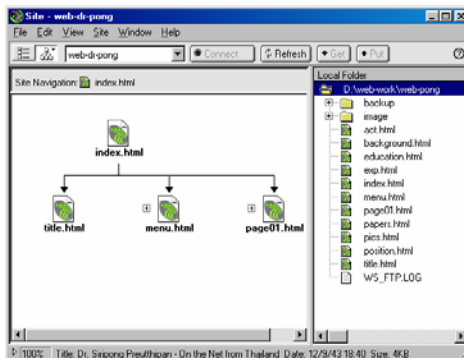 Site - web-dr-pong
File Edit View Site Window Help
web-dr-pong Connect Refresh Get Put
Site Navigation: index.html
index.html
title.html menu.html page01.html
Local Folder
D:\web-work\web-pong
backup
image
act.html
background.html
education.html
exp.html
index.html
menu.html
page01.html
papers.html
pics.html
position.html
title.html
WS_FTP.LOG
100% Title: Dr. Siripong Preutthipan - On the Net from Thailand Date: 12/9/43 18:40 Size: 4KB